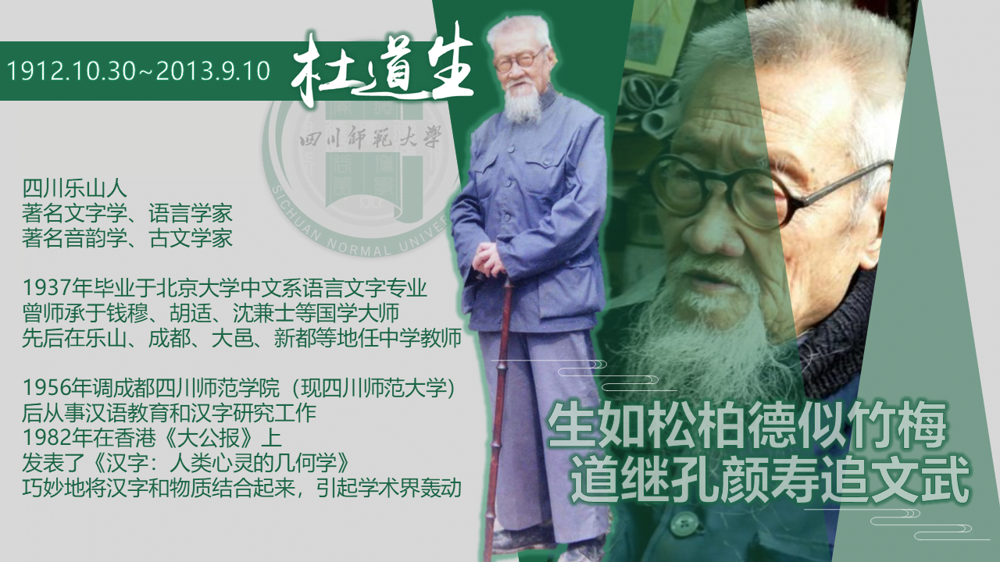 1912.10.30~2013.9.10
杜道生
四川師範大學
SICHUAN NORMAL UNIVER
四川乐山人
著名文字学、语言学家
著名音韵学、古文学家
1937年毕业于北京大学中文系语言文字专业
曾师承于钱穆、胡适、沈兼士等国学大师
先后在乐山、成都、大邑、新都等地任中学教师
1956年调成都四川师范学院（现四川师范大学）
后从事汉语教育和汉字研究工作
1982年在香港《大公报》上
发表了《汉字：人类心灵的几何学》
巧妙地将汉字和物质结合起来，引起学术界轰动
生如松柏德似竹梅
道继孔颜寿追文武